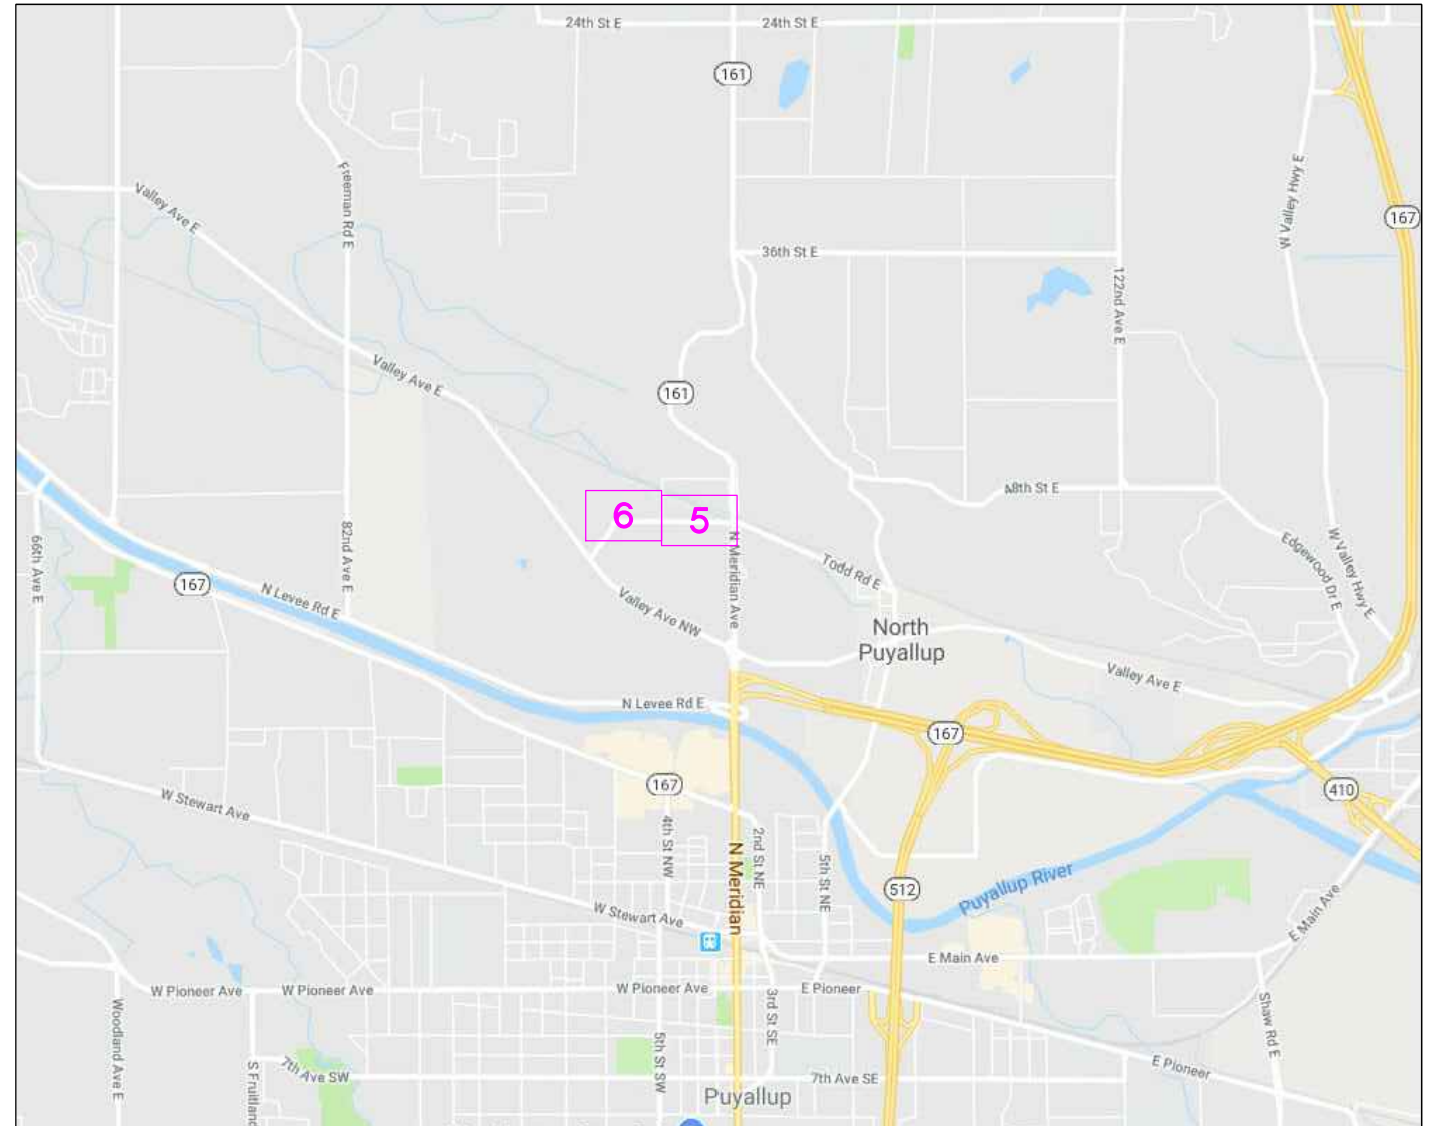 24th St E
24th St E
161
Valley Ave E
Freeman Rd E
W Valley Hwy E
167
36th St E
122nd Ave E
Valley Ave E
161
48th St E
6
5
66th Ave E
82nd Ave E
N Meridian Ave
Todd Rd E
Edgewood Dr E
W Valley Hwy E
167
N Levee Rd E
Valley Ave NW
North
Puyallup
Valley Ave E
N Levee Rd E
167
167
410
W Stewart Ave
4th St NW
N Meridian
2nd St NE
5th St NE
512
Puyallup River
W Stewart Ave
E Main Ave
E Main Ave
W Pioneer Ave
W Pioneer Ave
W Pioneer Ave
E Pioneer
Woodland Ave E
S Fruitland
7th Ave SW
5th St SW
3rd St SE
7th Ave SE
Shaw Rd E
E Pioneer
Puyallup